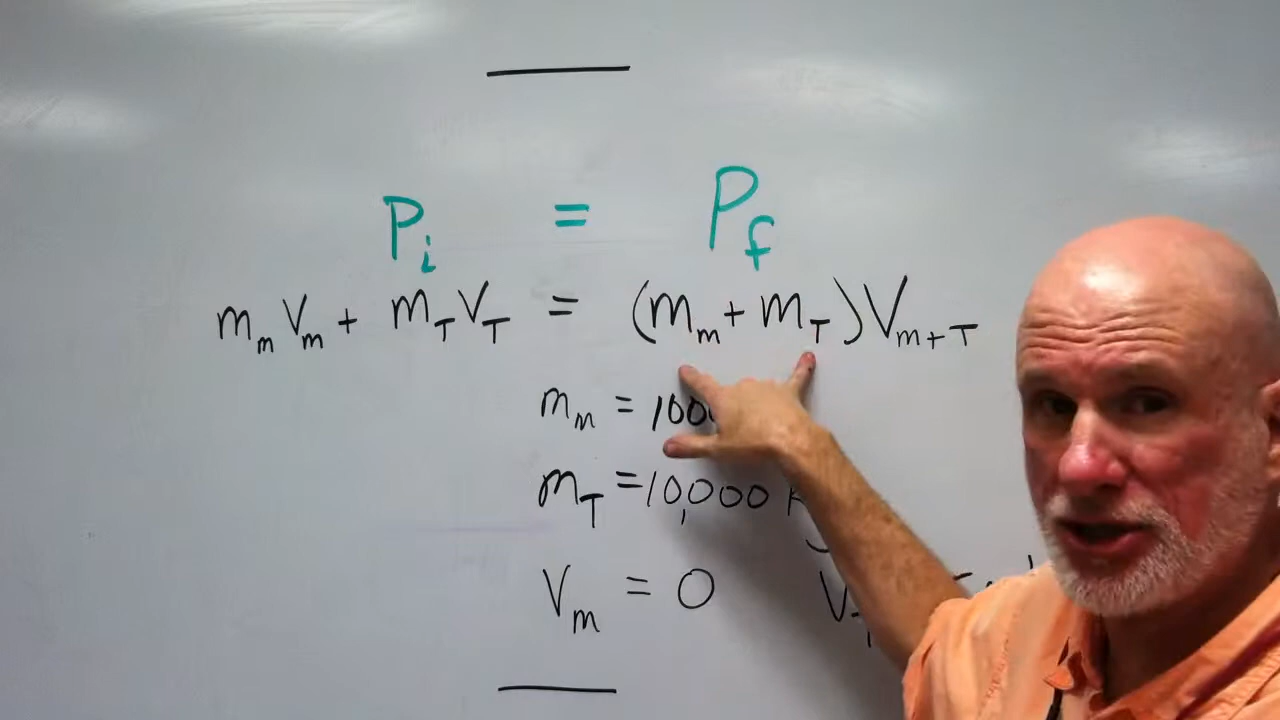 Pi = Pf
mmVm + mTVT = (mm + mT)Vm+T
mm = 100
mT = 10,000
Vm = 0 V